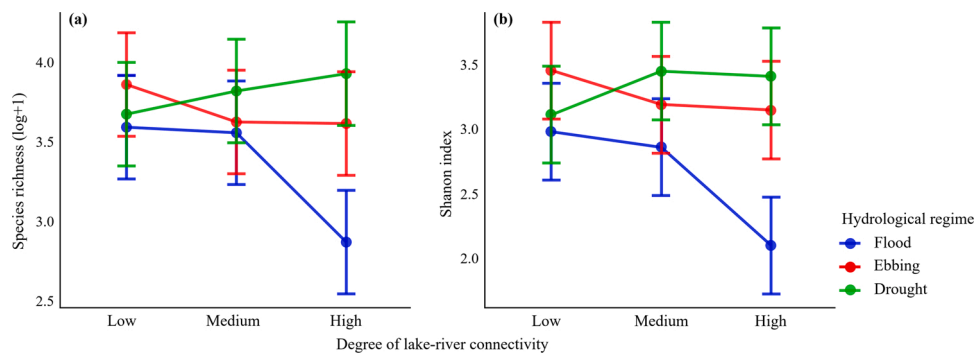 (a)
Species richness (log+1)
4.0
3.5
3.0
2.5
Low Medium High
(b)
Shanon index
3.5
3.0
2.5
2.0
Low Medium High
Degree of lake-river connectivity
Hydrological regime
Flood
Ebbing
Drought